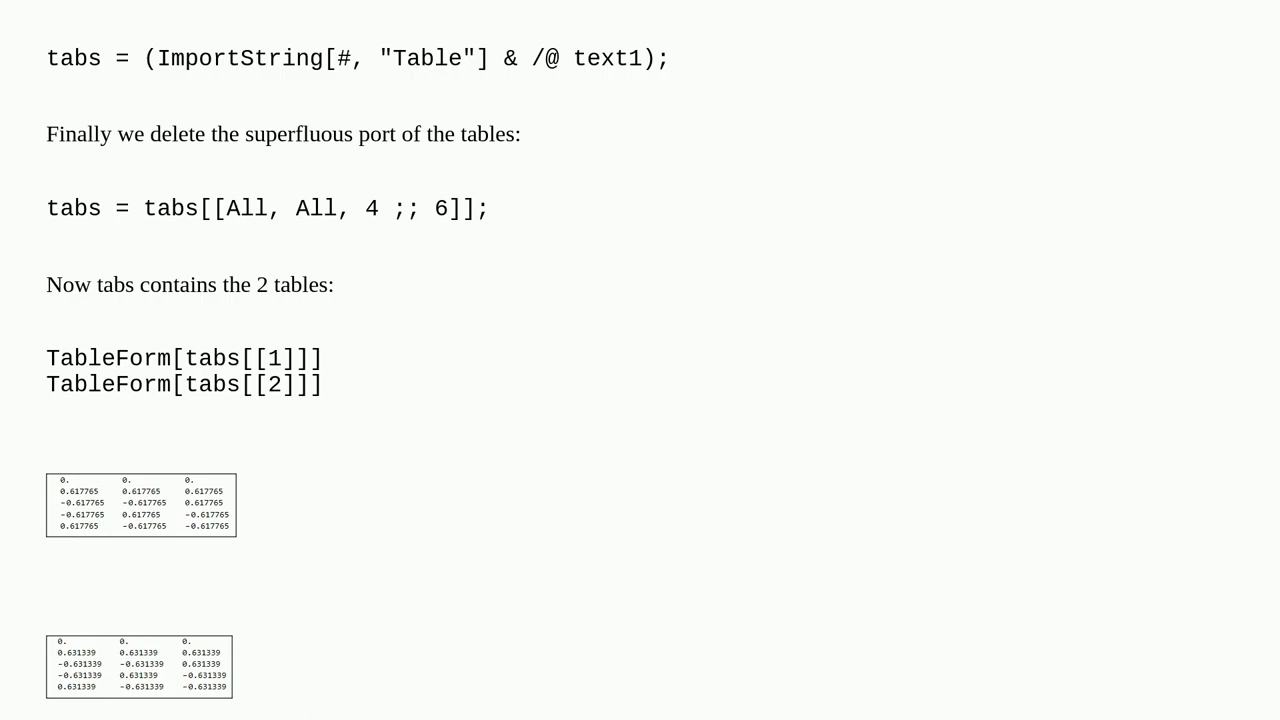 tabs = (ImportString[#, "Table"] & /@ text1);
Finally we delete the superfluous port of the tables:
tabs = tabs[[All, All, 4 ;; 6]];
Now tabs contains the 2 tables:
TableForm[tabs[[1]]]
TableForm[tabs[[2]]]
0. 0. 0.
0.617765 0.617765 0.617765
-0.617765 -0.617765 0.617765
-0.617765 0.617765 -0.617765
0.617765 -0.617765 -0.617765
0. 0. 0.
0.631339 0.631339 0.631339
-0.631339 -0.631339 0.631339
-0.631339 0.631339 -0.631339
0.631339 -0.631339 -0.631339